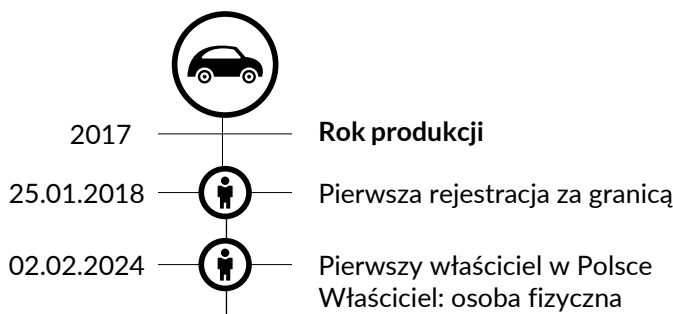 2017 Rok produkcji
25.01.2018 Pierwsza rejestracja za granicą
02.02.2024 Pierwszy właściciel w Polsce
Właściciel: osoba fizyczna